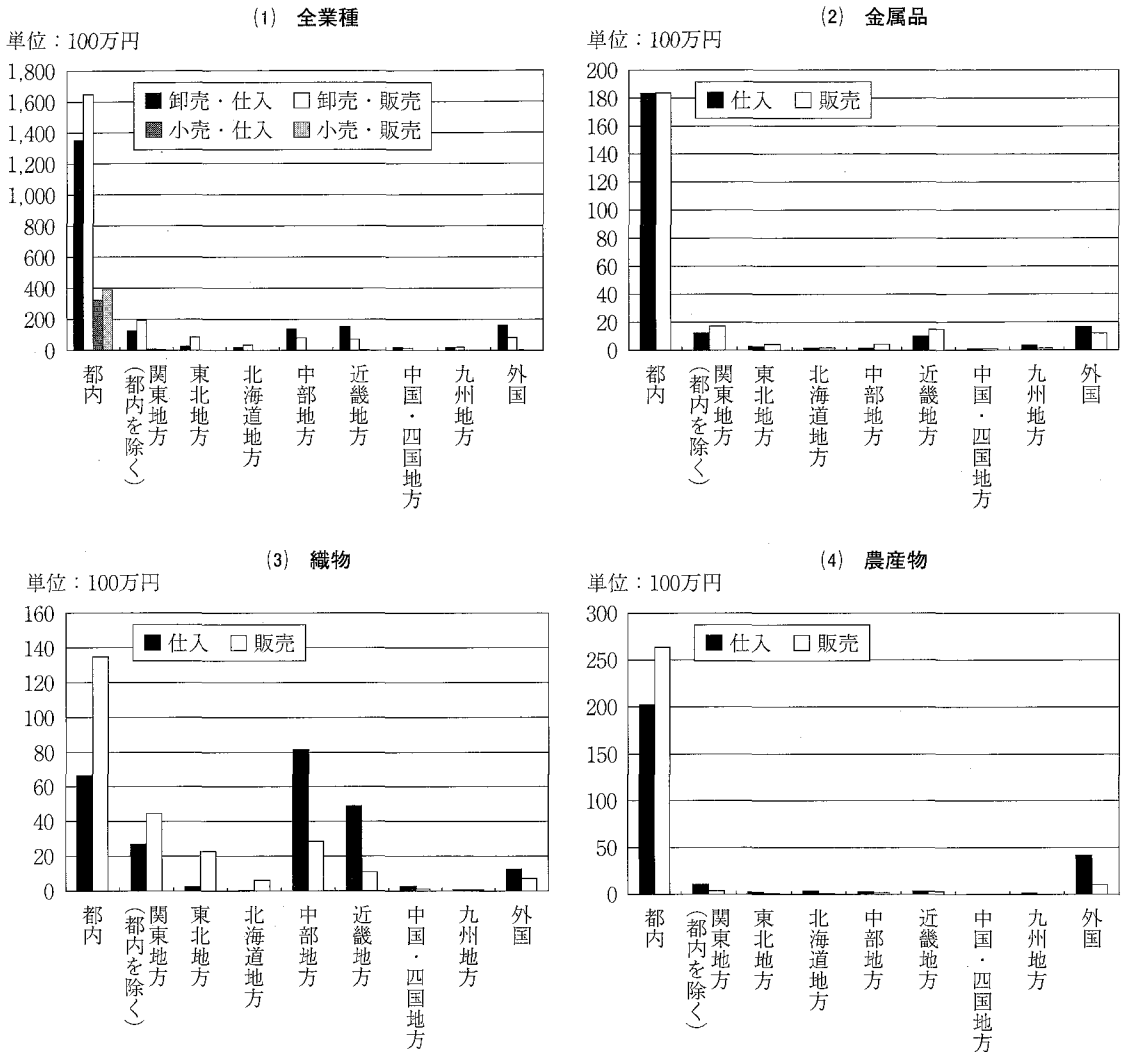 (1) 全業種
単位：100万円
1,800
1,600
1,400
1,200
1,000
800
600
400
200
0
卸売・仕入 卸売・販売
小売・仕入 小売・販売
都内
関東地方
(都内を除く)
東北地方
北海道地方
中部地方
近畿地方
中国・四国地方
九州地方
外国
(2) 金属品
単位：100万円
200
180
160
140
120
100
80
60
40
20
0
仕入 販売
都内
関東地方
(都内を除く)
東北地方
北海道地方
中部地方
近畿地方
中国・四国地方
九州地方
外国
(3) 織物
単位：100万円
160
140
120
100
80
60
40
20
0
仕入 販売
都内
関東地方
(都内を除く)
東北地方
北海道地方
中部地方
近畿地方
中国・四国地方
九州地方
外国
(4) 農産物
単位：100万円
300
250
200
150
100
50
0
仕入 販売
都内
関東地方
(都内を除く)
東北地方
北海道地方
中部地方
近畿地方
中国・四国地方
九州地方
外国